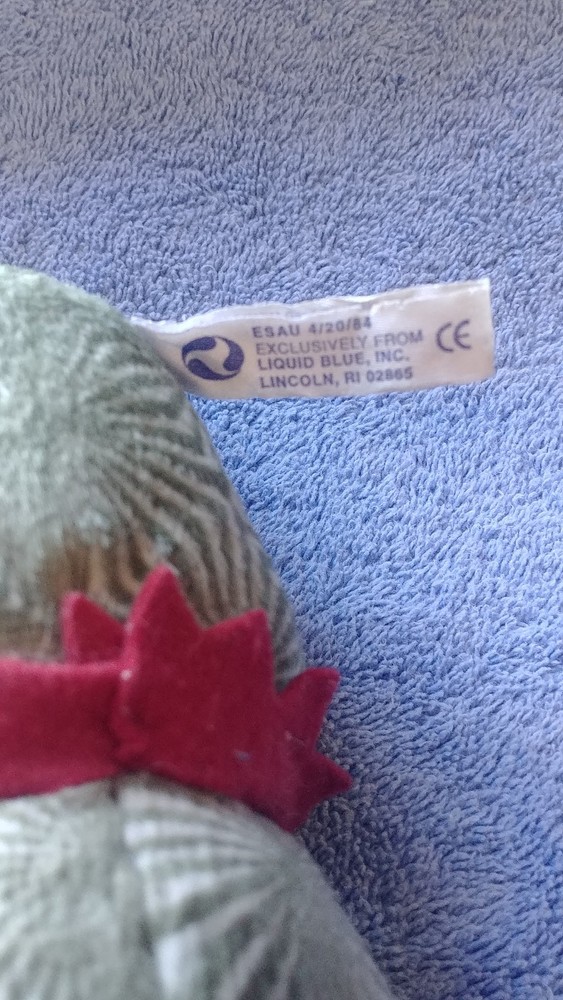 ESAU 4/20/84
EXCLUSIVELY FROM
LIQUID BLUE, INC.
LINCOLN, RI 02865
CE